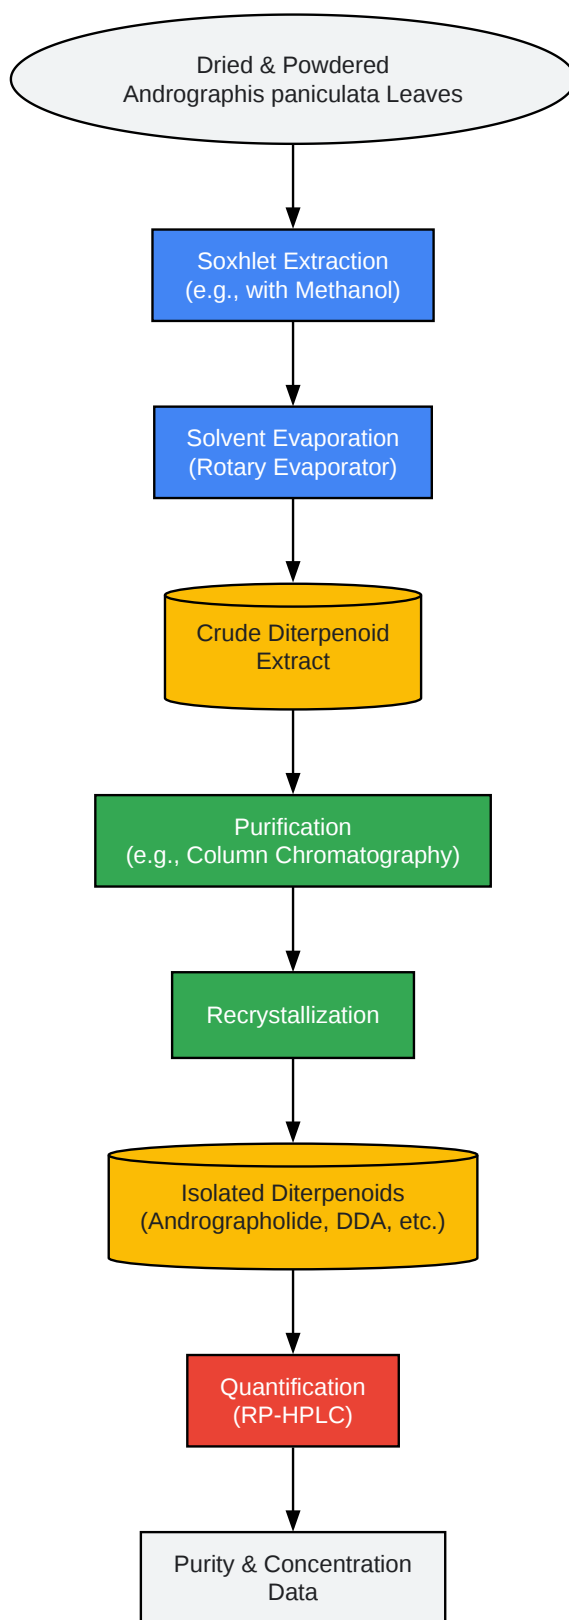 Dried & Powdered
Andrographis paniculata Leaves
Soxhlet Extraction
(e.g., with Methanol)
Solvent Evaporation
(Rotary Evaporator)
Crude Diterpenoid
Extract
Purification
(e.g., Column Chromatography)
Recrystallization
Isolated Diterpenoids
(Andrographolide, DDA, etc.)
Quantification
(RP-HPLC)
Purity & Concentration
Data